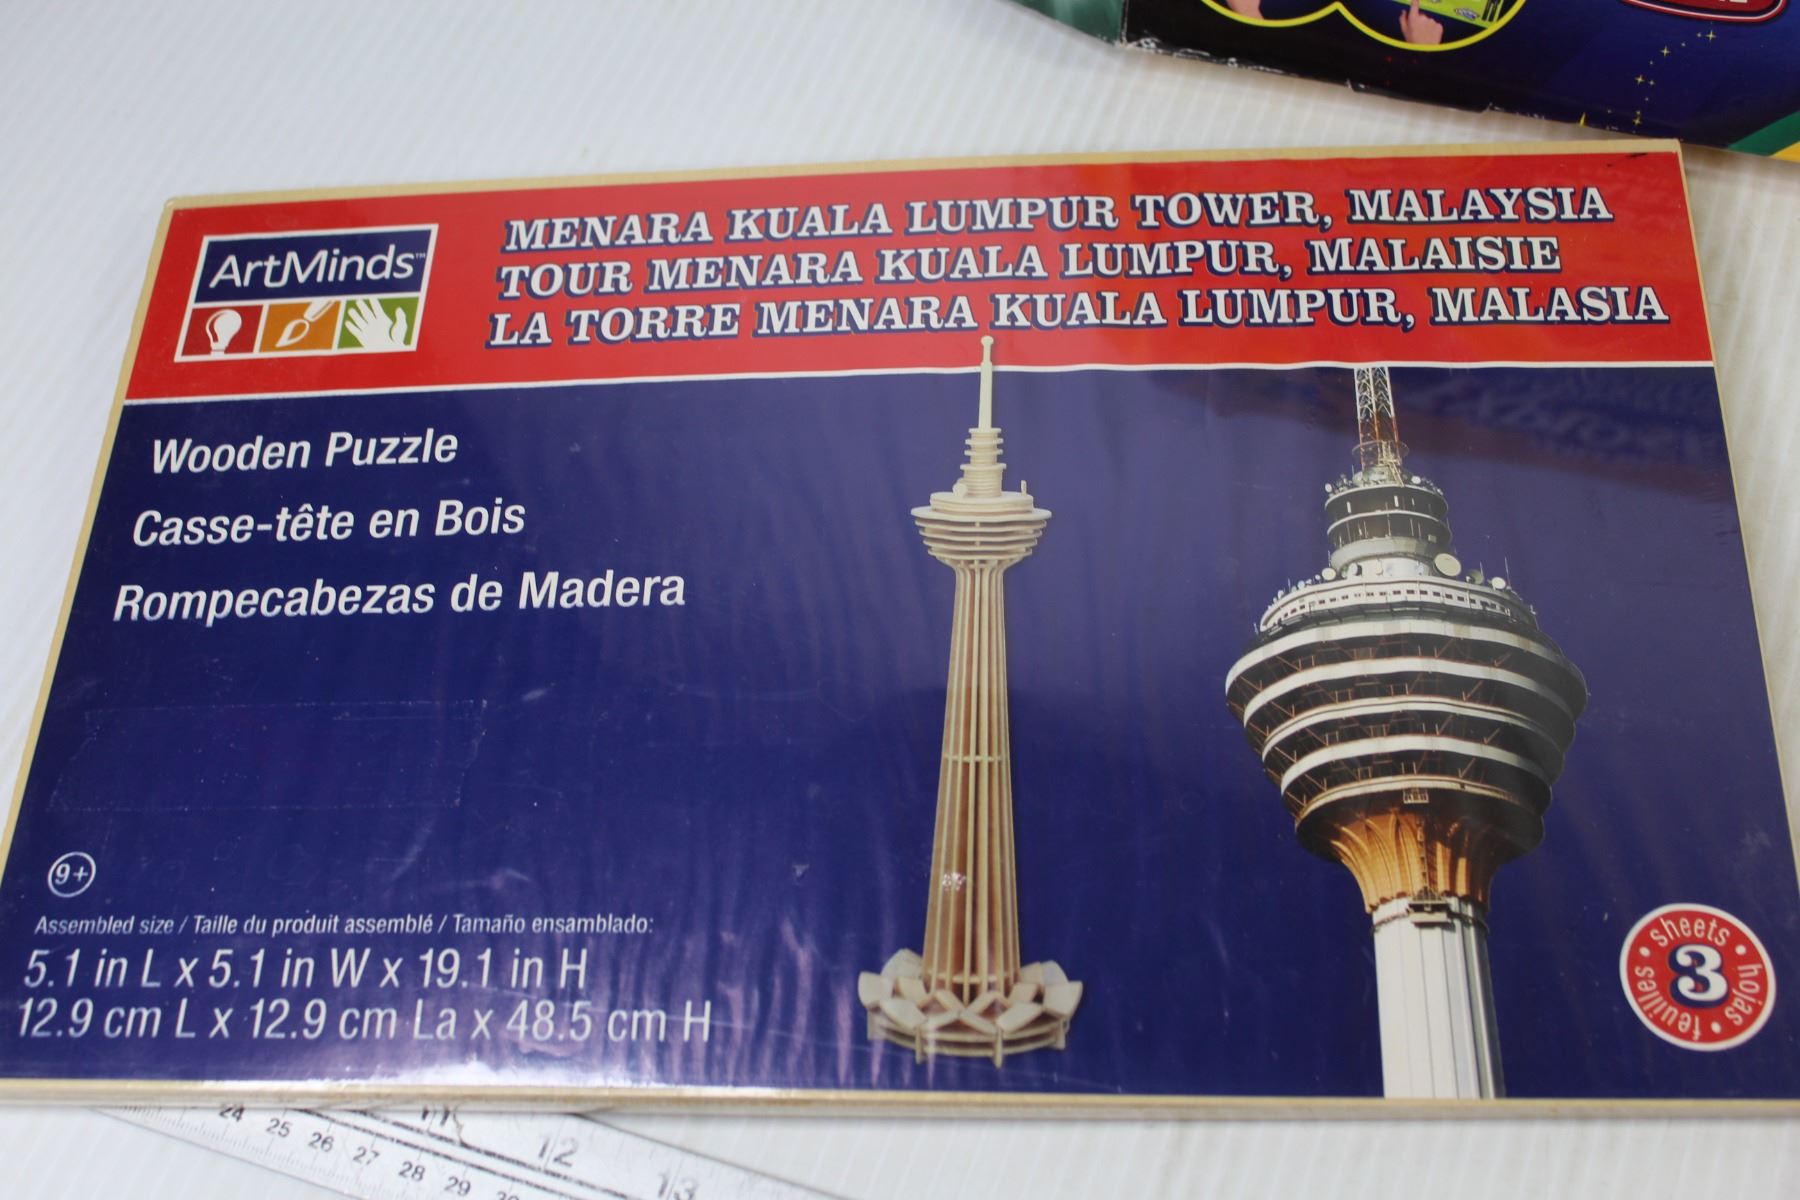 ArtMinds™
MENARA KUALA LUMPUR TOWER, MALAYSIA
TOUR MENARA KUALA LUMPUR, MALAISIE
LA TORRE MENARA KUALA LUMPUR, MALASIA
Wooden Puzzle
Casse-tête en Bois
Rompecabezas de Madera
9+
Assembled size / Taille du produit assemblé / Tamaño ensamblado:
5.1 in L x 5.1 in W x 19.1 in H
12.9 cm L x 12.9 cm La x 48.5 cm H
• sheets • hojas • feuilles
3
24 25 26 27 28 29
12 13